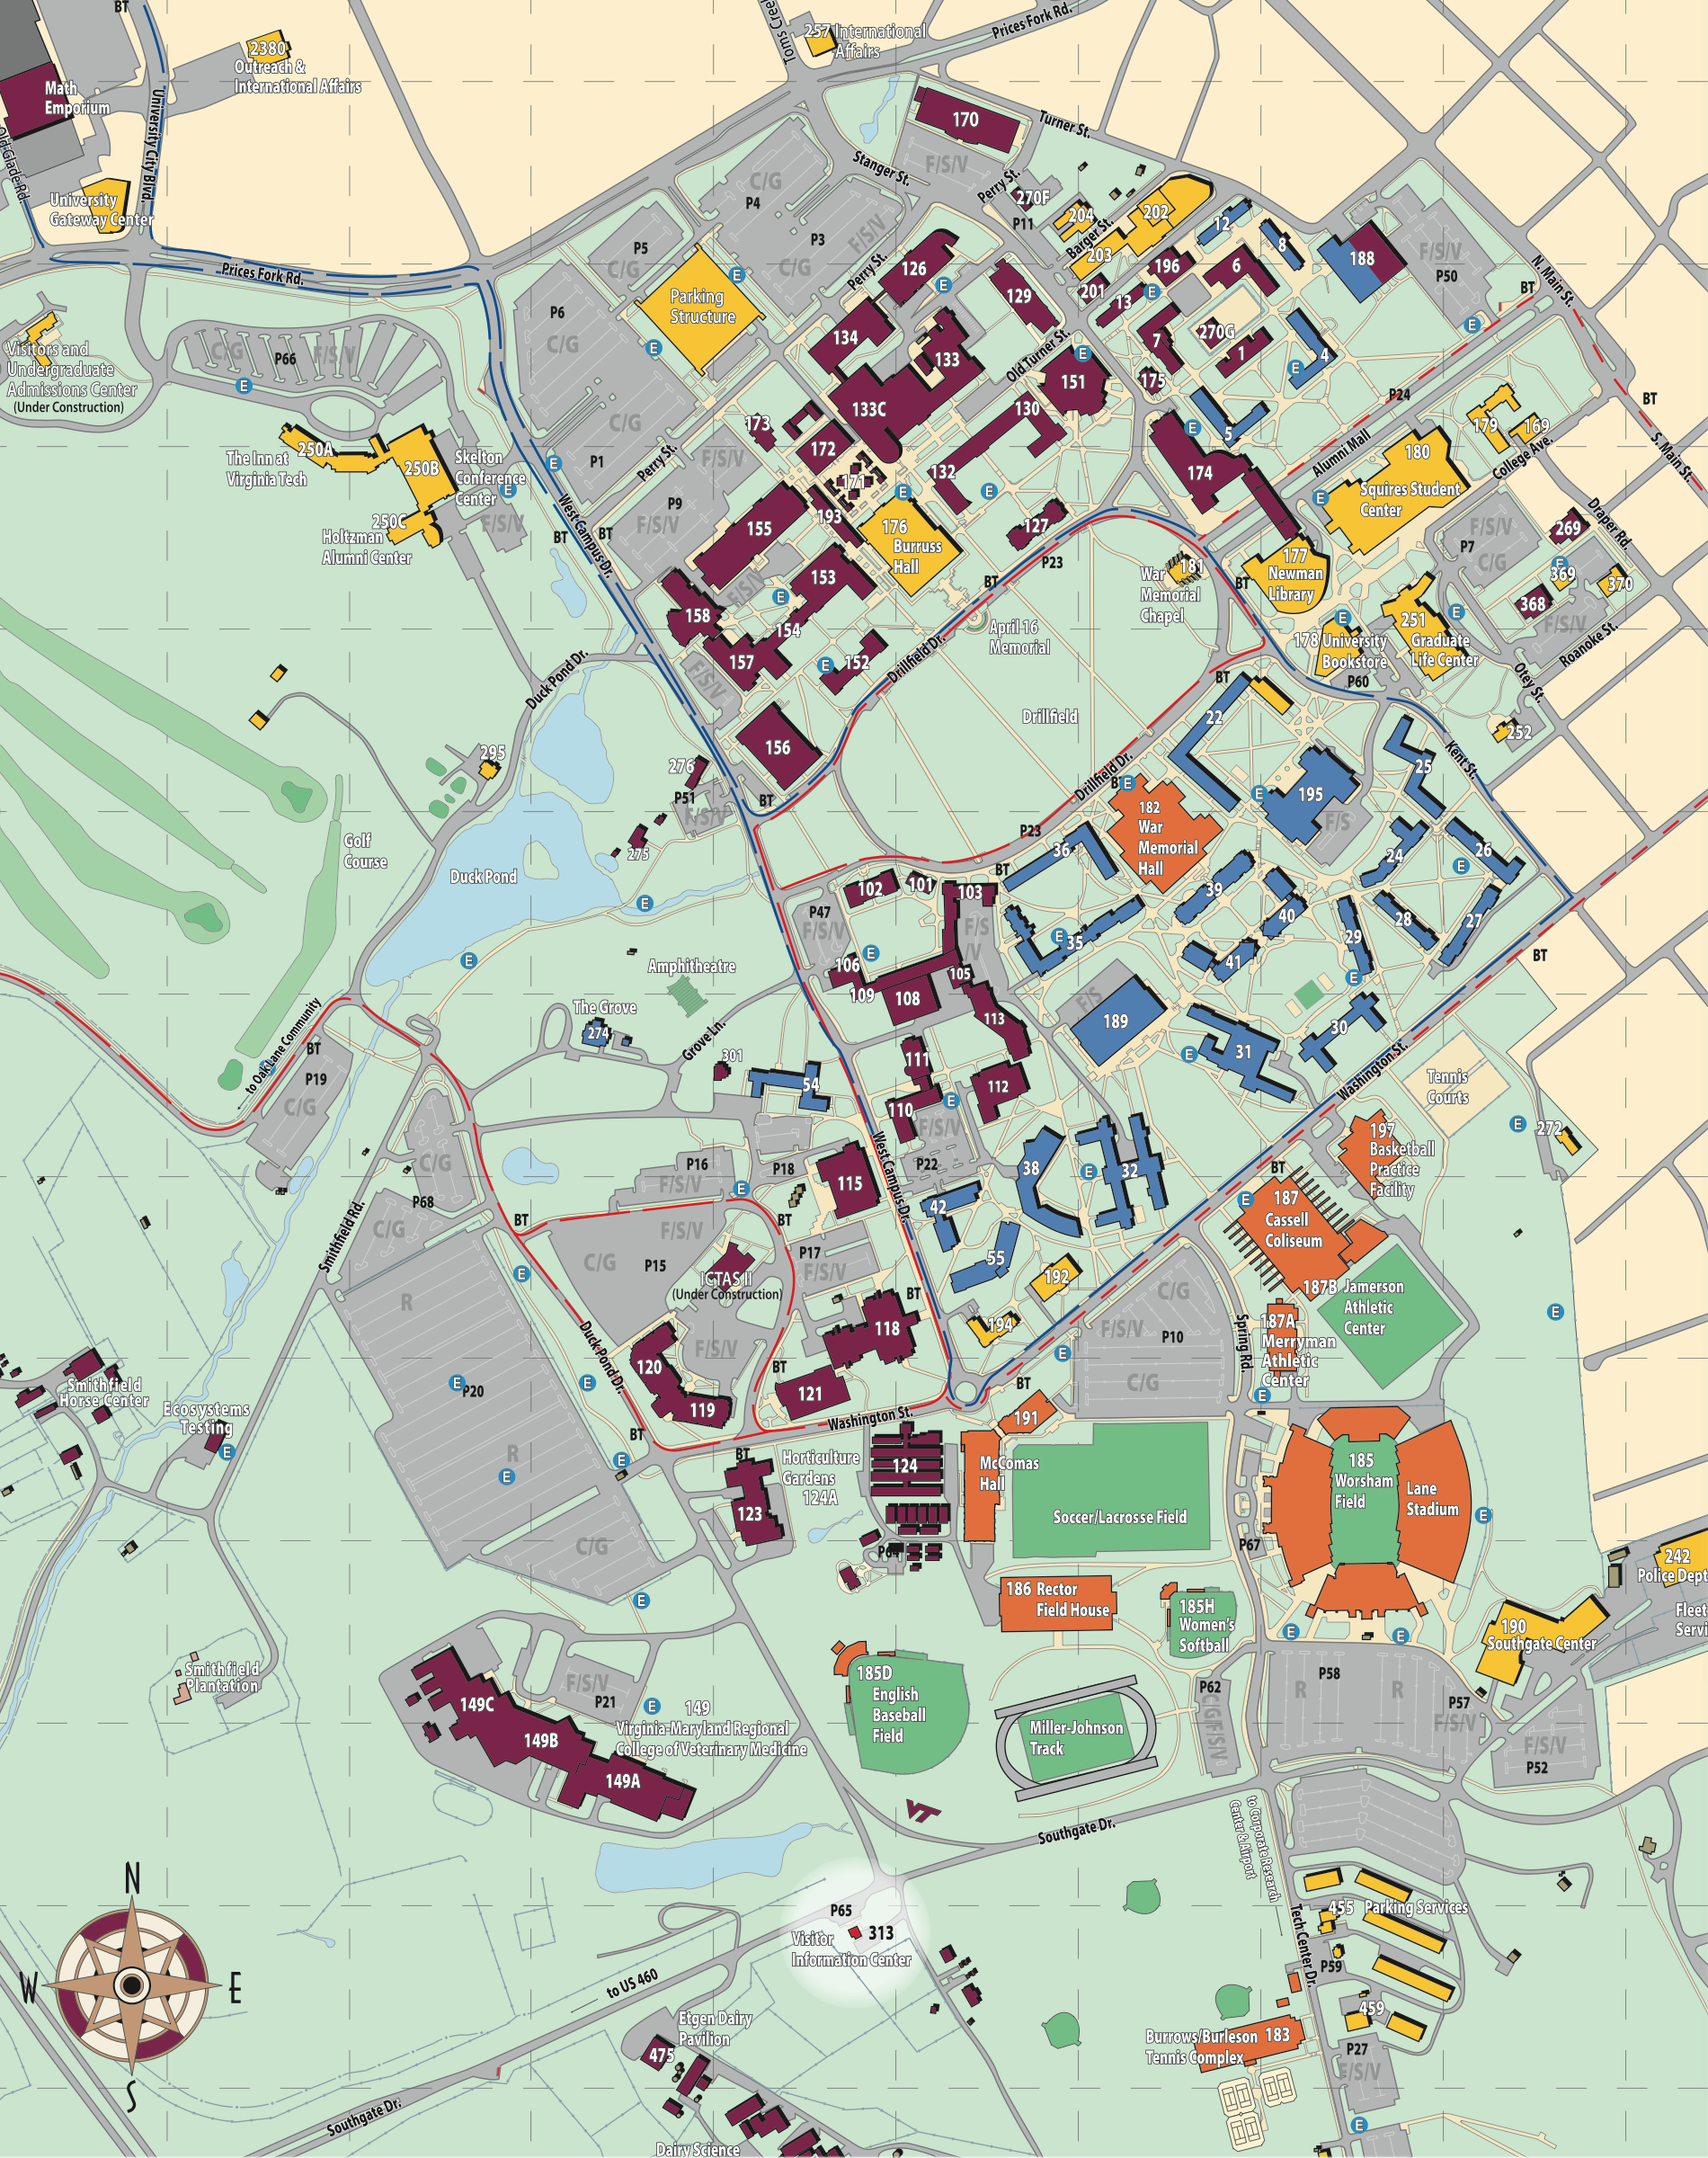 BT
257 International
Affairs
Prices Fork Rd.
2380
Outreach &
International Affairs
Math
Emporium
University City Blvd.
Old Glade Rd.
University
Gateway Center
170
Turner St.
Stanger St.
F/S/V
Perry St.
270F
P11
204
202
Barger St.
203
12
8
188
F/S/V
P50
N. Main St.
BT
C/G
P4
P3
F/S/V
C/G
P5
C/G
Parking
Structure
Perry St.
126
129
196
6
201
13
Prices Fork Rd.
P6
C/G
134
133
7
270G
1
4
Old Turner St.
151
175
Visitors and
Undergraduate
Admissions Center
(Under Construction)
C/G
P66
F/S/V
133C
130
P24
BT
S. Main St.
C/G
173
172
5
179
169
College Ave.
Alumni Mall
180
Squires Student
Center
250A
The Inn at
Virginia Tech
250B
Skelton
Conference
Center
P1
Perry St.
F/S/V
171
132
174
250C
Holtzman
Alumni Center
F/S/V
West Campus Dr.
BT
BT
P9
F/S/V
155
193
176
Burruss
Hall
127
P23
BT
F/S/V
P7
C/G
269
Draper Rd.
177
Newman
Library
BT
War
Memorial
Chapel
181
369
370
368
F/S/V
Roanoke St.
153
F/S/V
158
154
April 16
Memorial
251
Graduate
Life Center
178 University
Bookstore
157
152
Drillfield Dr.
F/S/V
Duck Pond Dr.
BT
P60
Otey St.
252
Drillfield
22
156
25
Kent St.
295
276
P51
F/S/V
BT
Drillfield Dr.
182
War
Memorial
Hall
195
F/S
Golf
Course
275
P23
36
24
26
Duck Pond
BT
102
101
103
39
P47
F/S/V
F/S
V
35
40
28
27
29
41
BT
Amphitheatre
106
105
109
108
The Grove
274
Grove Ln.
113
F/S
189
31
30
to Oak Lane Community
BT
P19
C/G
301
54
111
112
Washington St.
Tennis
Courts
110
F/S/V
P22
West Campus Dr.
38
32
197
Basketball
Practice
Facility
272
C/G
P68
C/G
P16
F/S/V
P18
115
BT
42
BT
187
Cassell
Coliseum
Smithfield Rd.
BT
F/S/V
C/G
P15
P17
F/S/V
55
192
ICTAS II
(Under Construction)
187B Jamerson
Athletic
Center
R
C/G
BT
118
194
F/S/V
P10
Spring Rd.
187A
Merryman
Athletic
Center
F/S/V
Duck Pond Dr.
120
119
BT
121
C/G
BT
Smithfield
Horse Center
P20
Ecosystems
Testing
Washington St.
191
R
BT
BT
Horticulture
Gardens
124A
124
McComas
Hall
185
Worsham
Field
Lane
Stadium
123
Soccer/Lacrosse Field
C/G
P67
242
Police Dept
186 Rector
Field House
185H
Women's
Softball
190
Southgate Center
Fleet
Servi
Smithfield
Plantation
185D
English
Baseball
Field
P58
R
R
P57
F/S/V
F/S/V
P21
149
Virginia-Maryland Regional
College of Veterinary Medicine
149C
149B
149A
P62
C/G/F/S/V
Miller-Johnson
Track
F/S/V
P52
VT
Southgate Dr.
to Corporate Research
Center & Airport
N
P65
313
Visitor
Information Center
455 Parking Services
Tech Center Dr.
P59
W
E
to US 460
459
Etgen Dairy
Pavilion
475
Burrows/Burleson 183
Tennis Complex
P27
F/S/V
S
Southgate Dr.
Dairy Science